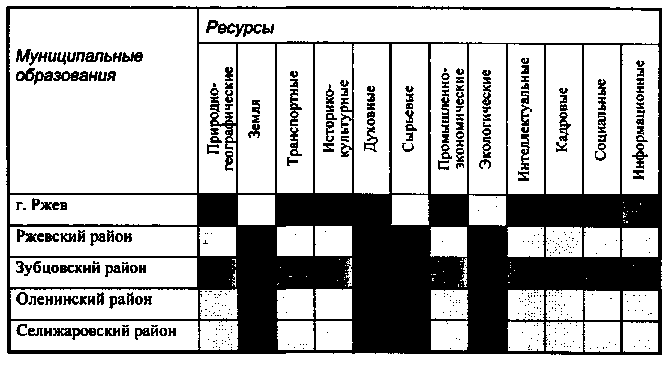 Муниципальные
образования
Ресурсы
Природно-
географические
Земля
Транспортные
Историко-
культурные
Духовные
Сырьевые
Промышленно-
экономические
Экологические
Интеллектуальные
Кадровые
Социальные
Информационные
г. Ржев
Ржевский район
Зубцовский район
Оленинский район
Селижаровский район